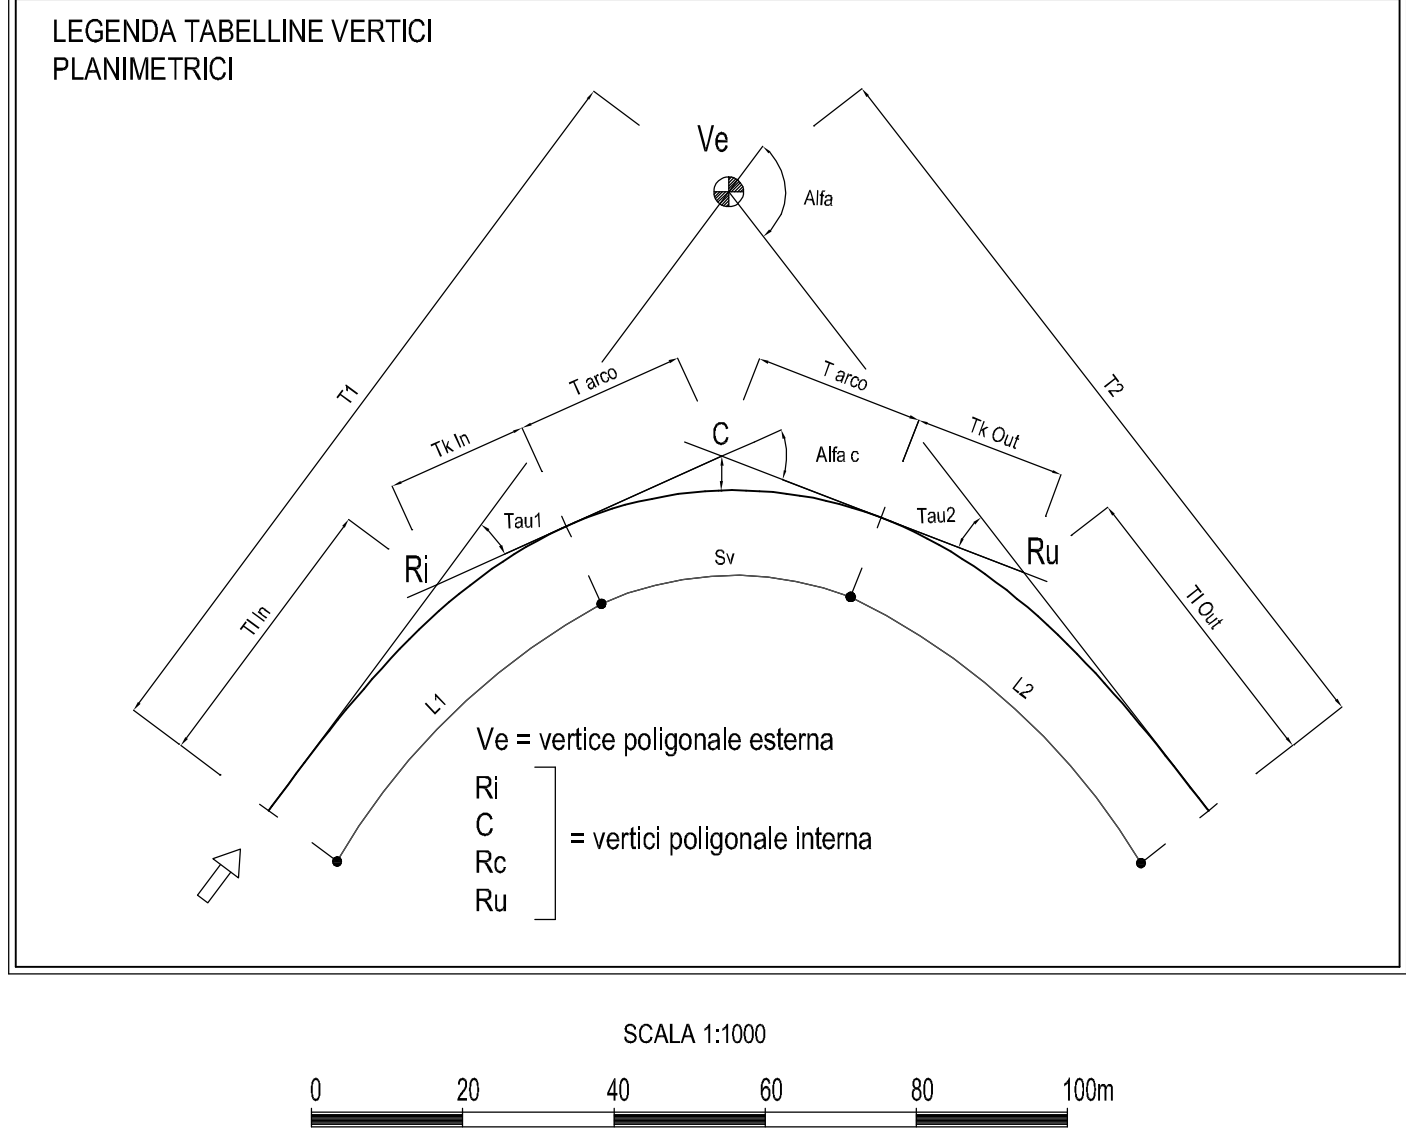 LEGENDA TABELLINE VERTICI
PLANIMETRICI
Ve
Alfa
T1
T2
T arco
T arco
Tk In
C
Tk Out
Alfa c
Tau1
Tau2
Ri
Ru
Sv
Tl In
Tl Out
L1
L2
Ve = vertice poligonale esterna
Ri
C
= vertici poligonale interna
Rc
Ru
SCALA 1:1000
0 20 40 60 80 100m